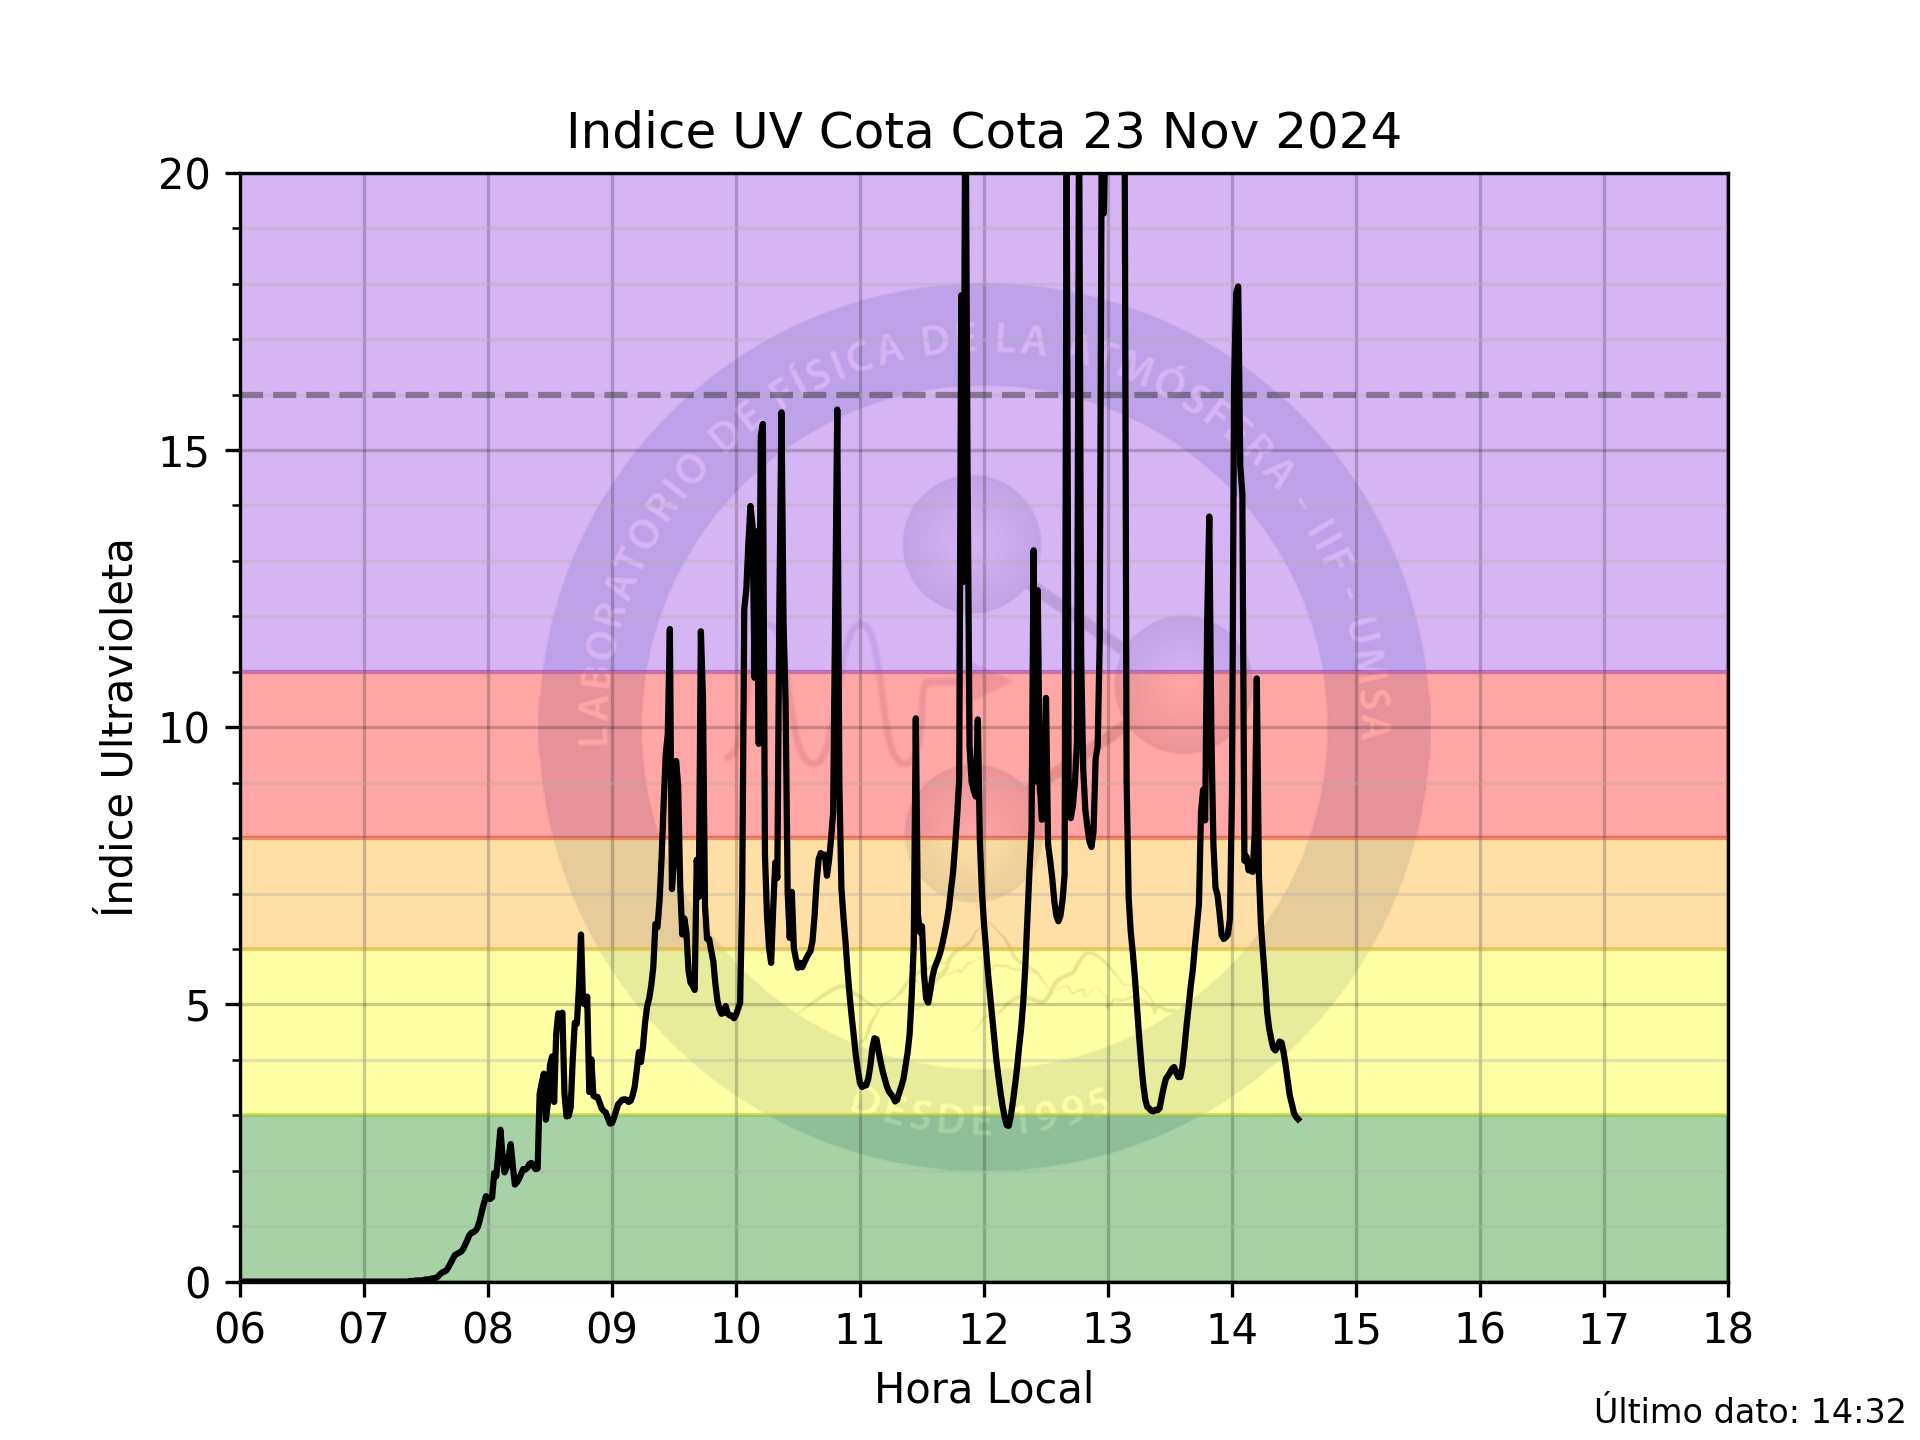 Indice UV Cota Cota 23 Nov 2024
20
15
10
5
0
Índice Ultravioleta
LABORATORIO DE FÍSICA DE LA ATMÓSFERA - IIF - UMSA
DESDE 1995
06 07 08 09 10 11 12 13 14 15 16 17 18
Hora Local
Último dato: 14:32